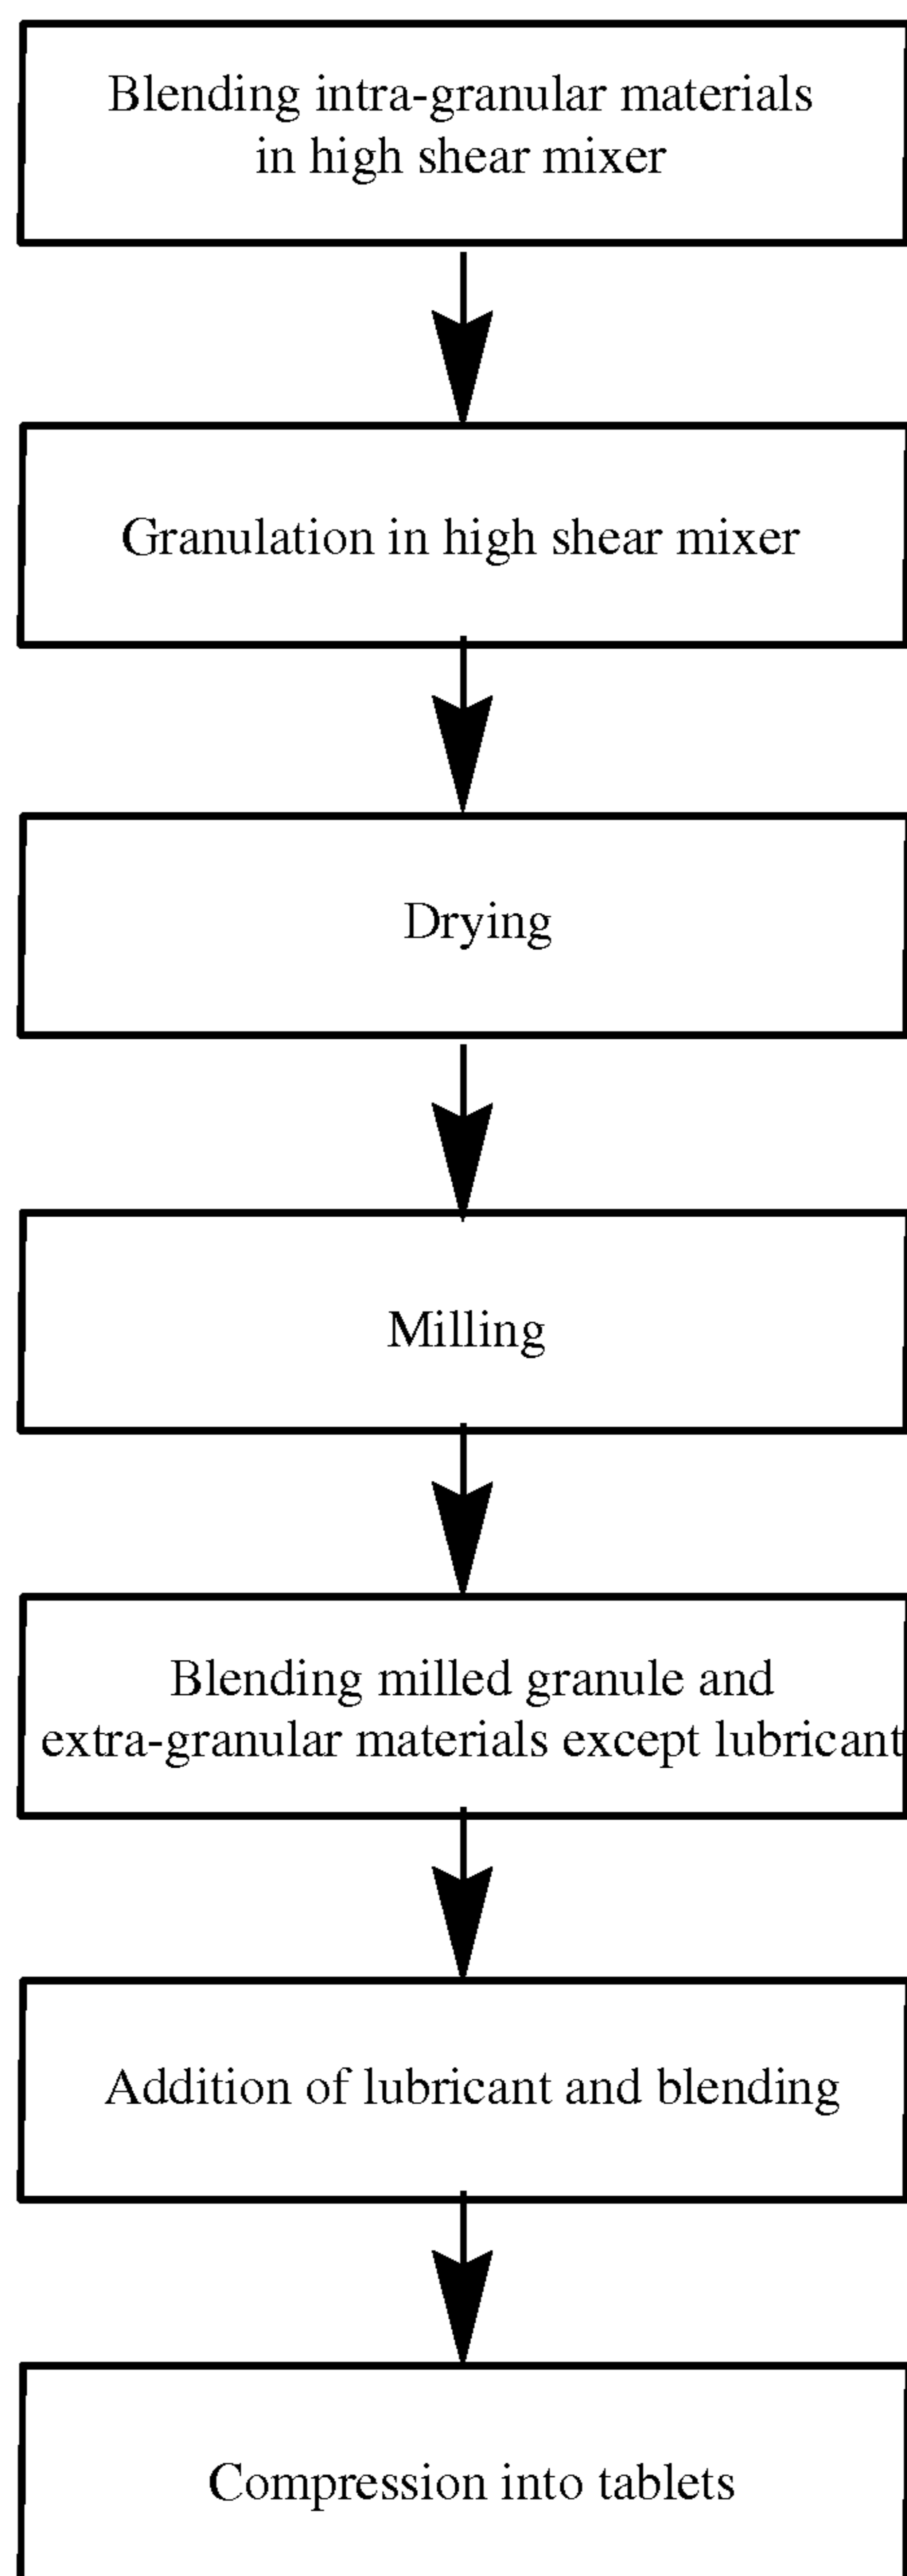 Blending intra-granular materials
in high shear mixer
Granulation in high shear mixer
Drying
Milling
Blending milled granule and
extra-granular materials except lubricant
Addition of lubricant and blending
Compression into tablets